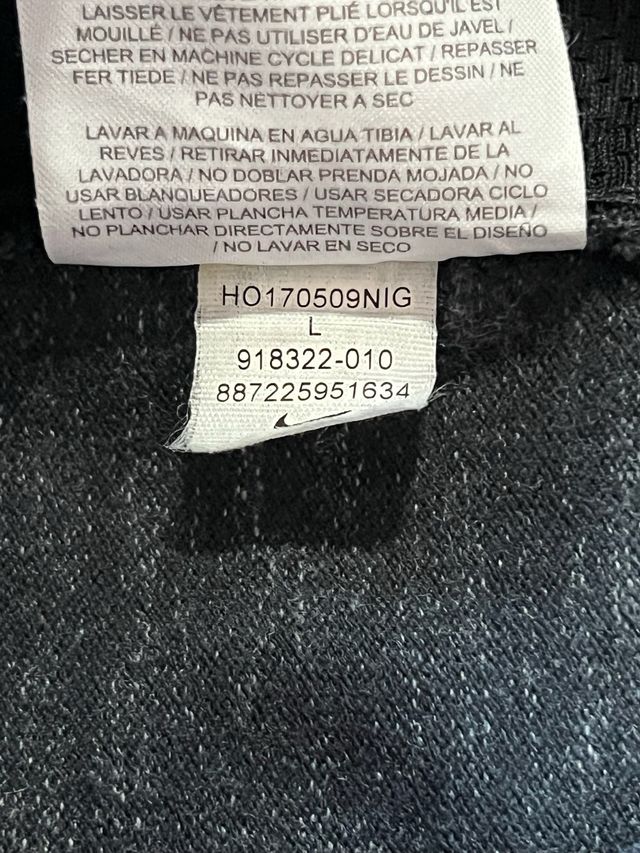 LAISSER LE VÊTEMENT PLIÉ LORSQU'IL EST
MOUILLÉ / NE PAS UTILISER D'EAU DE JAVEL /
SECHER EN MACHINE CYCLE DELICAT / REPASSER
FER TIEDE / NE PAS REPASSER LE DESSIN / NE
PAS NETTOYER A SEC
LAVAR A MAQUINA EN AGUA TIBIA / LAVAR AL
REVES / RETIRAR INMEDIATAMENTE DE LA
LAVADORA / NO DOBLAR PRENDA MOJADA / NO
USAR BLANQUEADORES / USAR SECADORA CICLO
LENTO / USAR PLANCHA TEMPERATURA MEDIA /
NO PLANCHAR DIRECTAMENTE SOBRE EL DISEÑO
/ NO LAVAR EN SECO
HO170509NIG
L
918322-010
887225951634